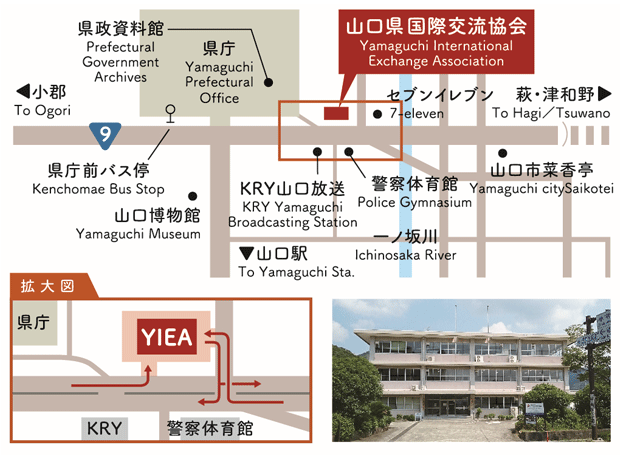 県政資料館
Prefectural
Government
Archives
県庁
Yamaguchi
Prefectural
Office
山口県国際交流協会
Yamaguchi International
Exchange Association
◀小郡
To Ogori
セブンイレブン
7-eleven
萩・津和野▶
To Hagi/Tsuwano
9
県庁前バス停
Kenchomae Bus Stop
山口博物館
Yamaguchi Museum
KRY山口放送
KRY Yamaguchi
Broadcasting Station
警察体育館
Police Gymnasium
山口市菜香亭
Yamaguchi citySaikotei
▼山口駅
To Yamaguchi Sta.
一ノ坂川
Ichinosaka River
拡大図
県庁
YIEA
KRY
警察体育館